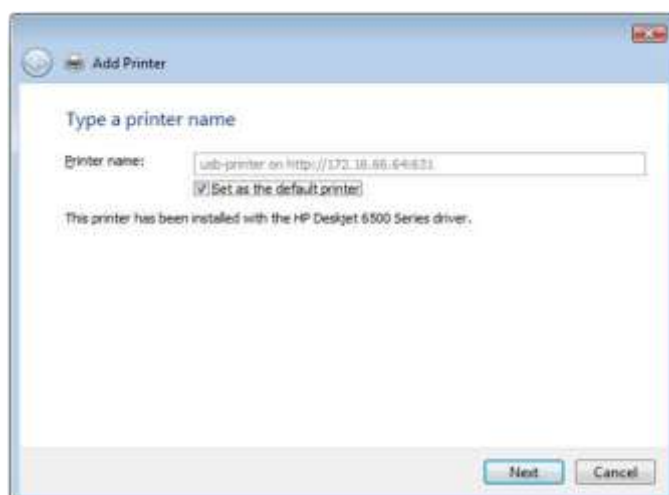 Add Printer
Type a printer name
Printer name: usb-printer on http://172.16.66.64:631
Set as the default printer
This printer has been installed with the HP Deskjet 6500 Series driver.
Next Cancel